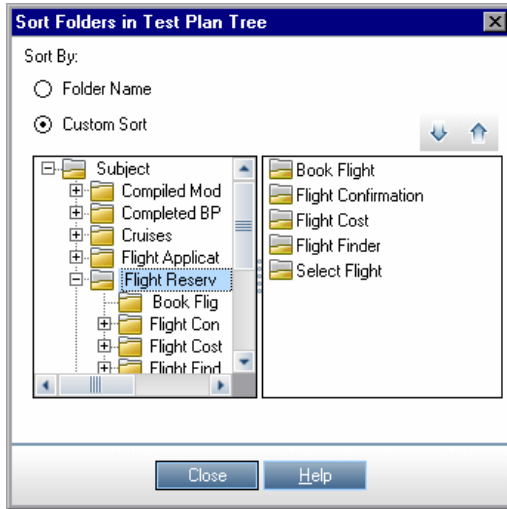 Sort Folders in Test Plan Tree
Sort By:
Folder Name
Custom Sort
Subject
Compiled Mod
Completed BP
Cruises
Flight Applicat
Flight Reserv
Book Flig
Flight Con
Flight Cost
Flight Find
Book Flight
Flight Confirmation
Flight Cost
Flight Finder
Select Flight
Close
Help